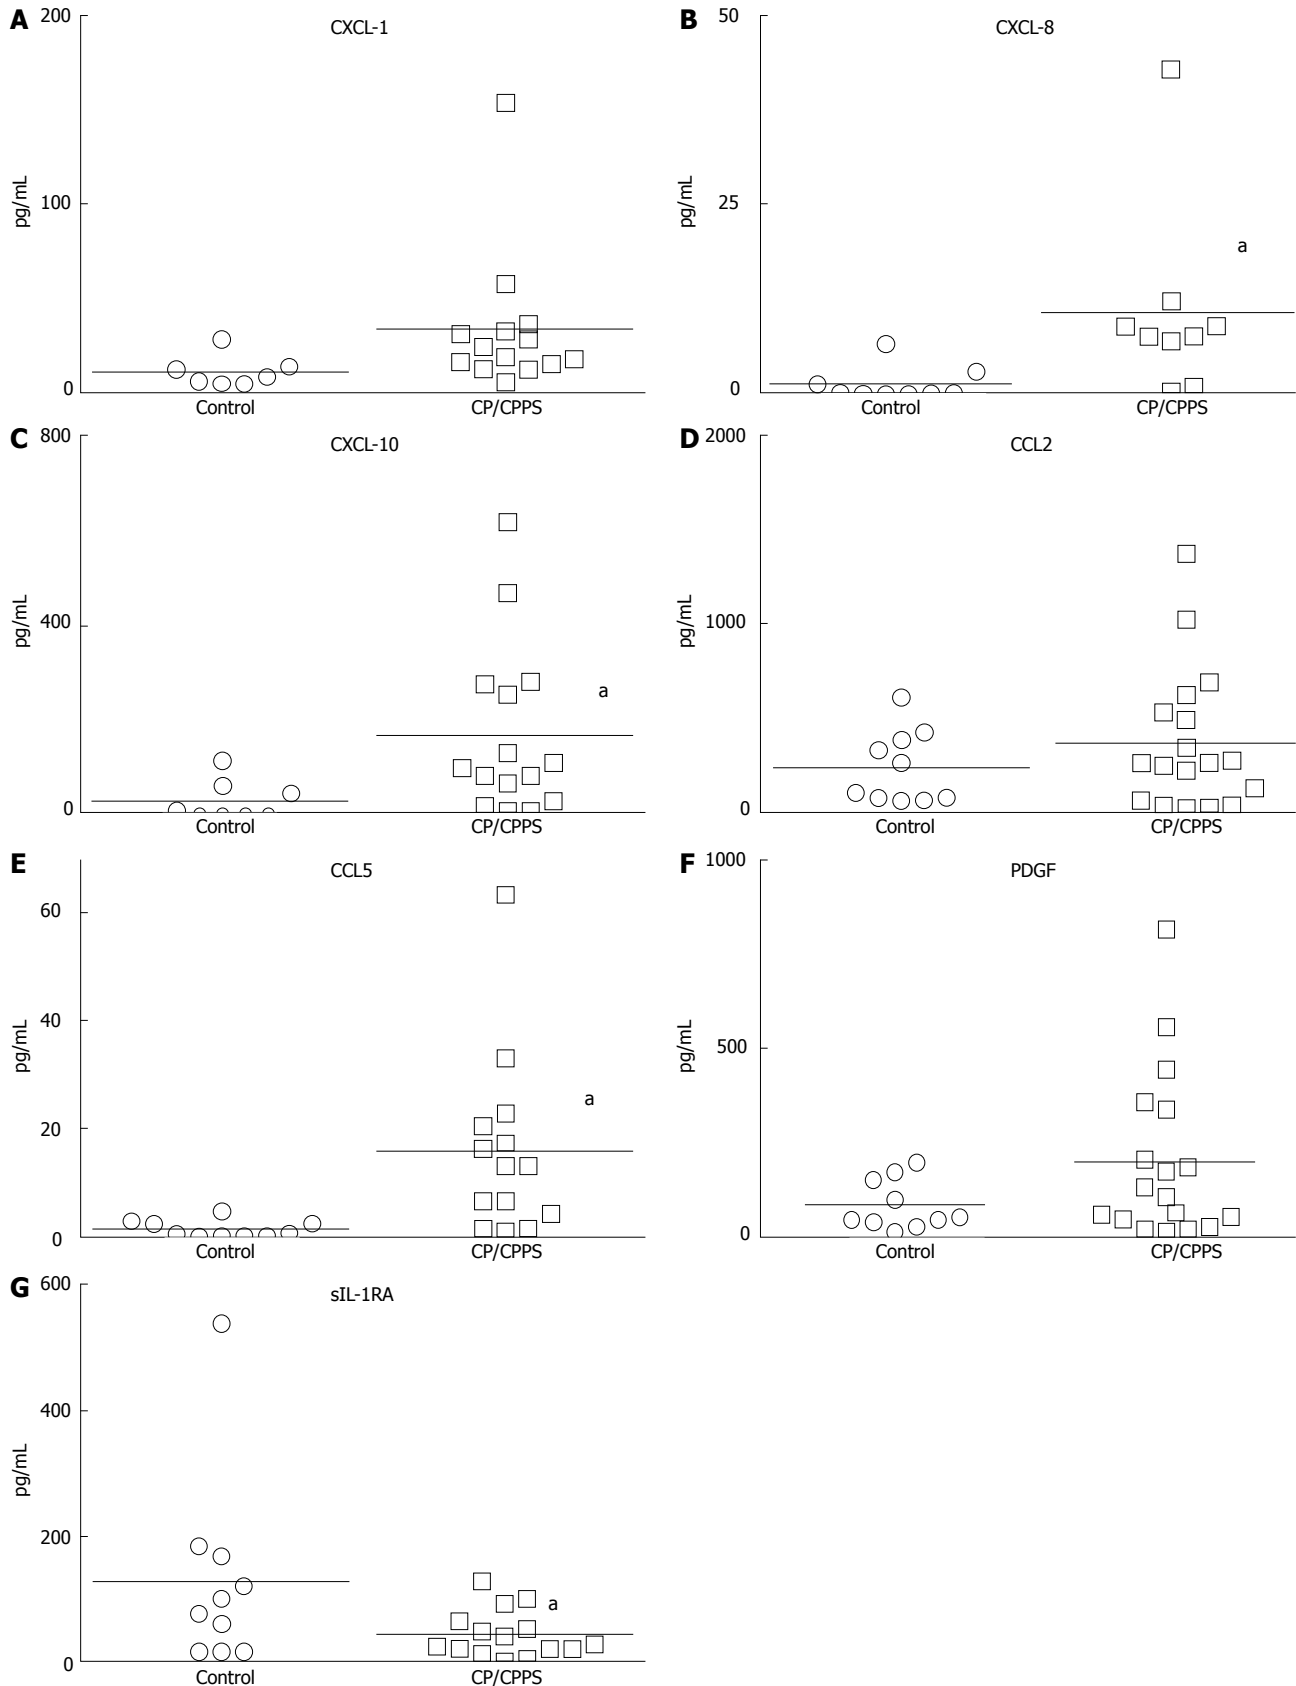 A
CXCL-1
200
100
0
pg/mL
Control
CP/CPPS
B
CXCL-8
50
25
0
pg/mL
a
Control
CP/CPPS
C
CXCL-10
800
400
0
pg/mL
a
Control
CP/CPPS
D
CCL2
2000
1000
0
pg/mL
Control
CP/CPPS
E
CCL5
60
40
20
0
pg/mL
a
Control
CP/CPPS
F
PDGF
1000
500
0
pg/mL
Control
CP/CPPS
G
sIL-1RA
600
400
200
0
pg/mL
a
Control
CP/CPPS